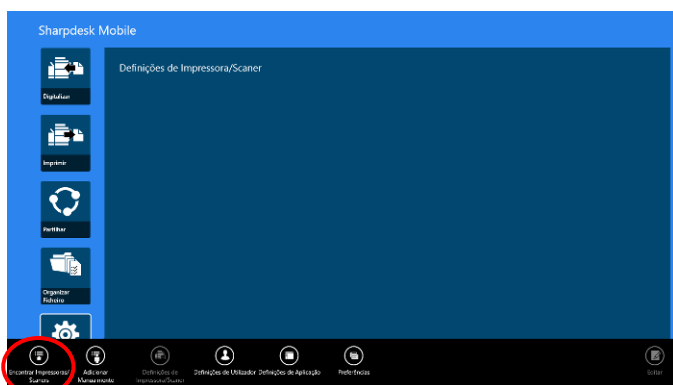 Sharpdesk Mobile
Definições de Impressora/Scaner
Digitalizar
Imprimir
Partilhar
Organizar
Ficheiro
Encontrar Impressoras/
Scaners
Adicionar
Manualmente
Definições de
Impressora/Scaner
Definições de Utilizador
Definições de Aplicação
Preferências
Editar